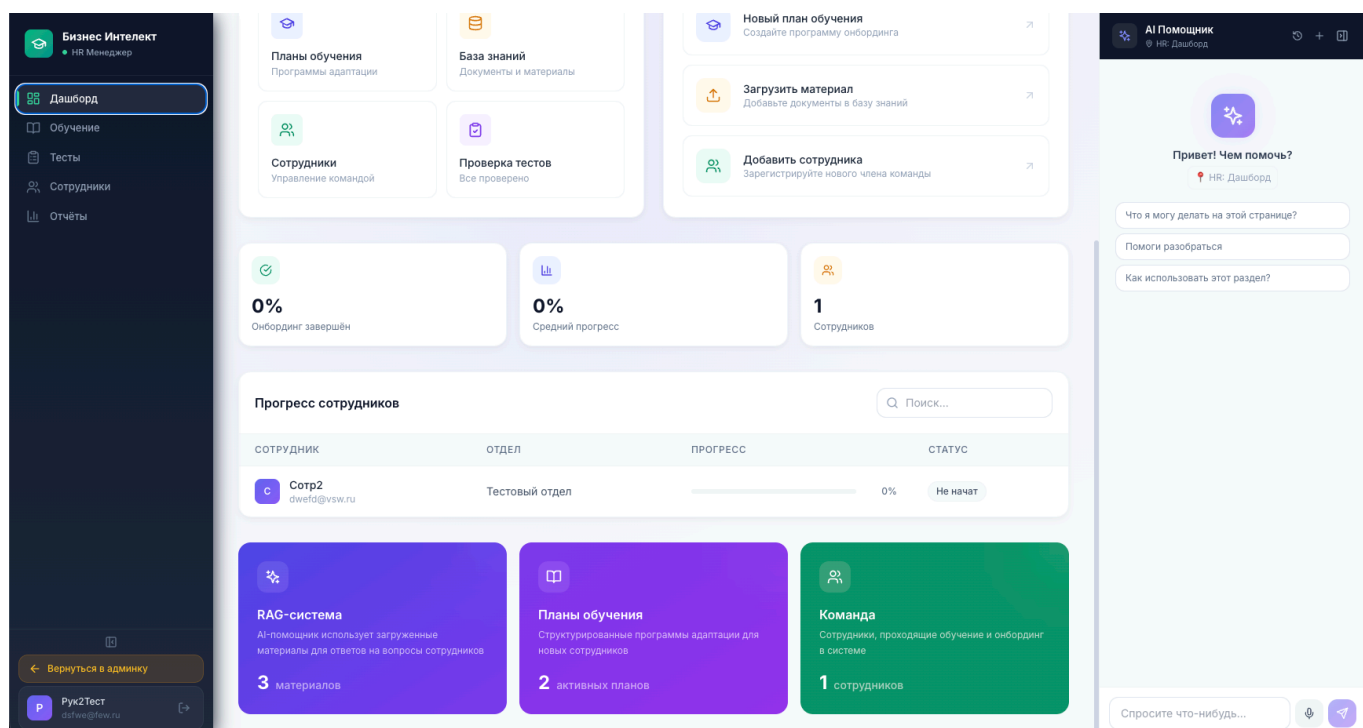 Бизнес Интелект
HR Менеджер
Дашборд
Обучение
Тесты
Сотрудники
Отчёты
Вернуться в админку
Р
Рук2Тест
dsfwe@few.ru
Планы обучения
Программы адаптации
База знаний
Документы и материалы
Сотрудники
Управление командой
Проверка тестов
Все проверено
Новый план обучения
Создайте программу онбординга
Загрузить материал
Добавьте документы в базу знаний
Добавить сотрудника
Зарегистрируйте нового члена команды
0%
Онбординг завершён
0%
Средний прогресс
1
Сотрудников
Прогресс сотрудников
Поиск...
СОТРУДНИК ОТДЕЛ ПРОГРЕСС СТАТУС
С
Сотр2
dwefd@vsw.ru
Тестовый отдел
0%
Не начат
RAG-система
AI-помощник использует загруженные
материалы для ответов на вопросы сотрудников
3 материалов
Планы обучения
Структурированные программы адаптации для
новых сотрудников
2 активных планов
Команда
Сотрудники, проходящие обучение и онбординг
в системе
1 сотрудников
AI Помощник
HR: Дашборд
Привет! Чем помочь?
HR: Дашборд
Что я могу делать на этой странице?
Помоги разобраться
Как использовать этот раздел?
Спросите что-нибудь...